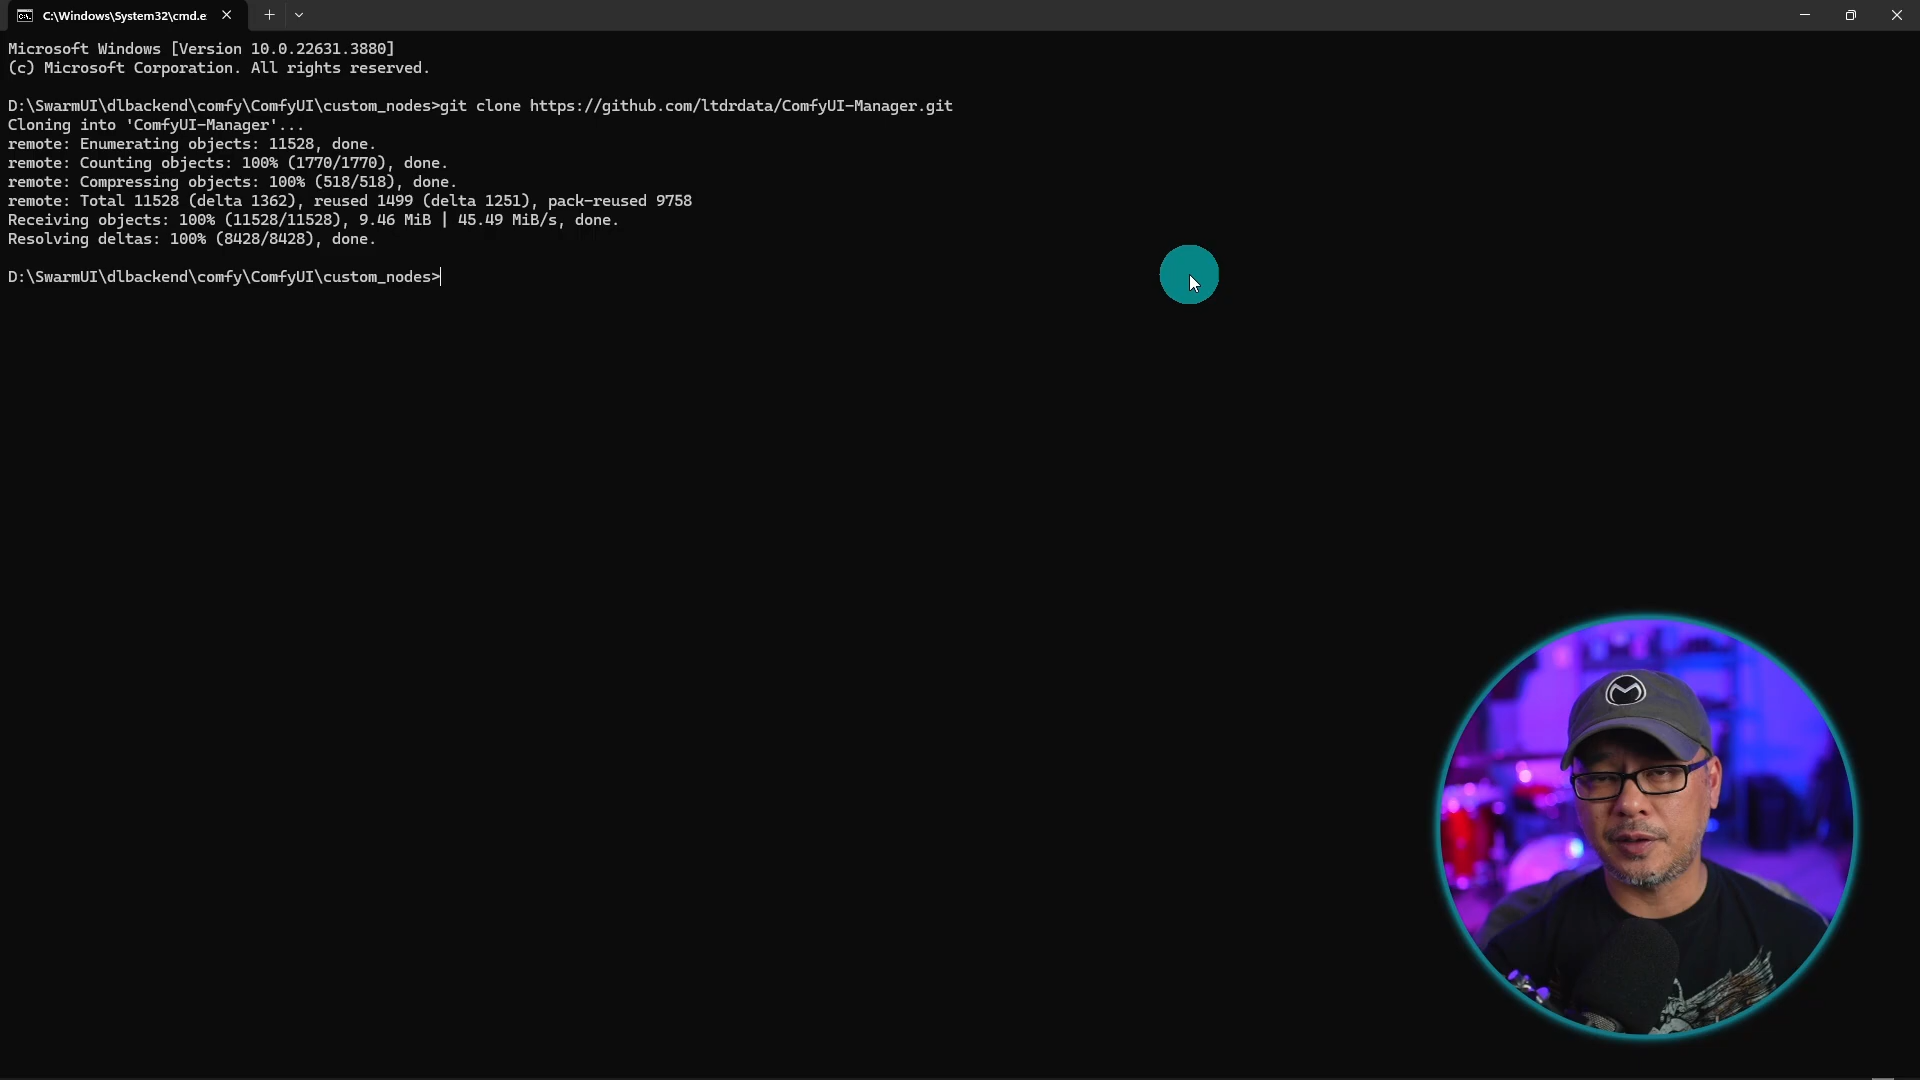 C:\Windows\System32\cmd.e
Microsoft Windows [Version 10.0.22631.3880]
(c) Microsoft Corporation. All rights reserved.
D:\SwarmUI\dlbackend\comfy\ComfyUI\custom_nodes>git clone https://github.com/ltdrdata/ComfyUI-Manager.git
Cloning into 'ComfyUI-Manager'...
remote: Enumerating objects: 11528, done.
remote: Counting objects: 100% (1770/1770), done.
remote: Compressing objects: 100% (518/518), done.
remote: Total 11528 (delta 1362), reused 1499 (delta 1251), pack-reused 9758
Receiving objects: 100% (11528/11528), 9.46 MiB | 45.49 MiB/s, done.
Resolving deltas: 100% (8428/8428), done.
D:\SwarmUI\dlbackend\comfy\ComfyUI\custom_nodes>